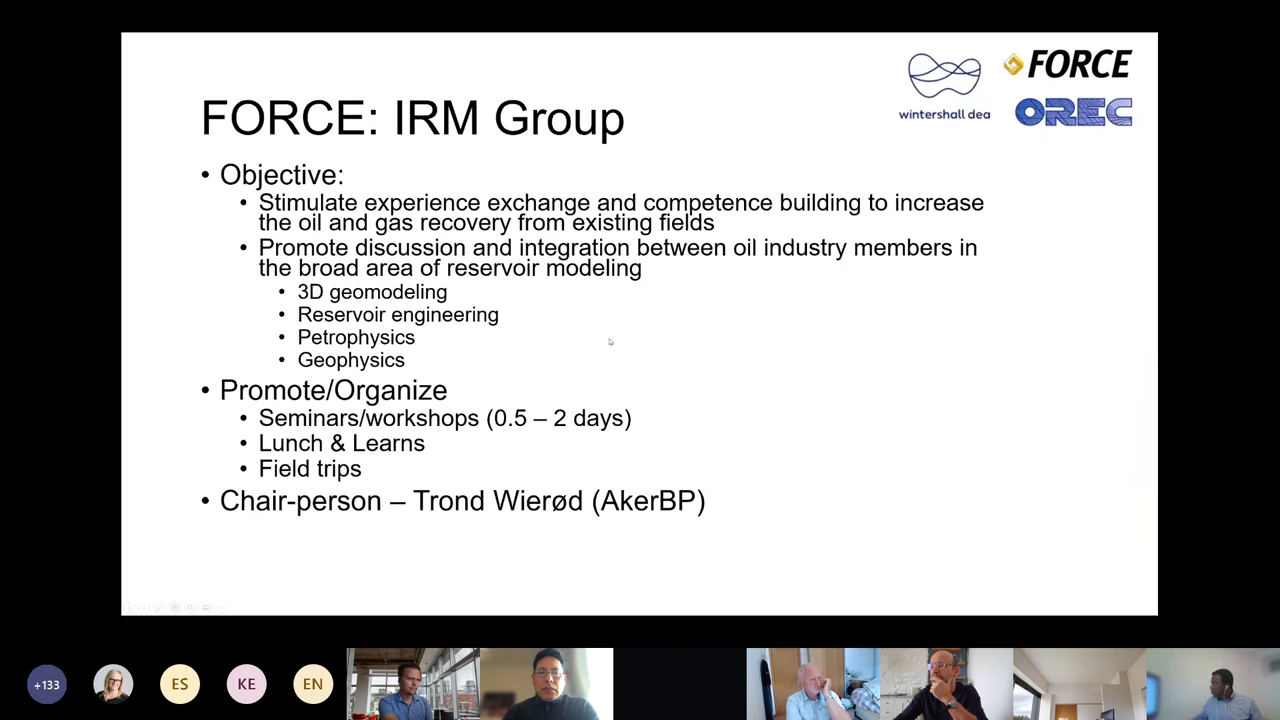 wintershall dea
FORCE
OREC
FORCE: IRM Group
• Objective:
• Stimulate experience exchange and competence building to increase
the oil and gas recovery from existing fields
• Promote discussion and integration between oil industry members in
the broad area of reservoir modeling
• 3D geomodeling
• Reservoir engineering
• Petrophysics
• Geophysics
• Promote/Organize
• Seminars/workshops (0.5 – 2 days)
• Lunch & Learns
• Field trips
• Chair-person – Trond Wierød (AkerBP)
+133
ES
KE
EN